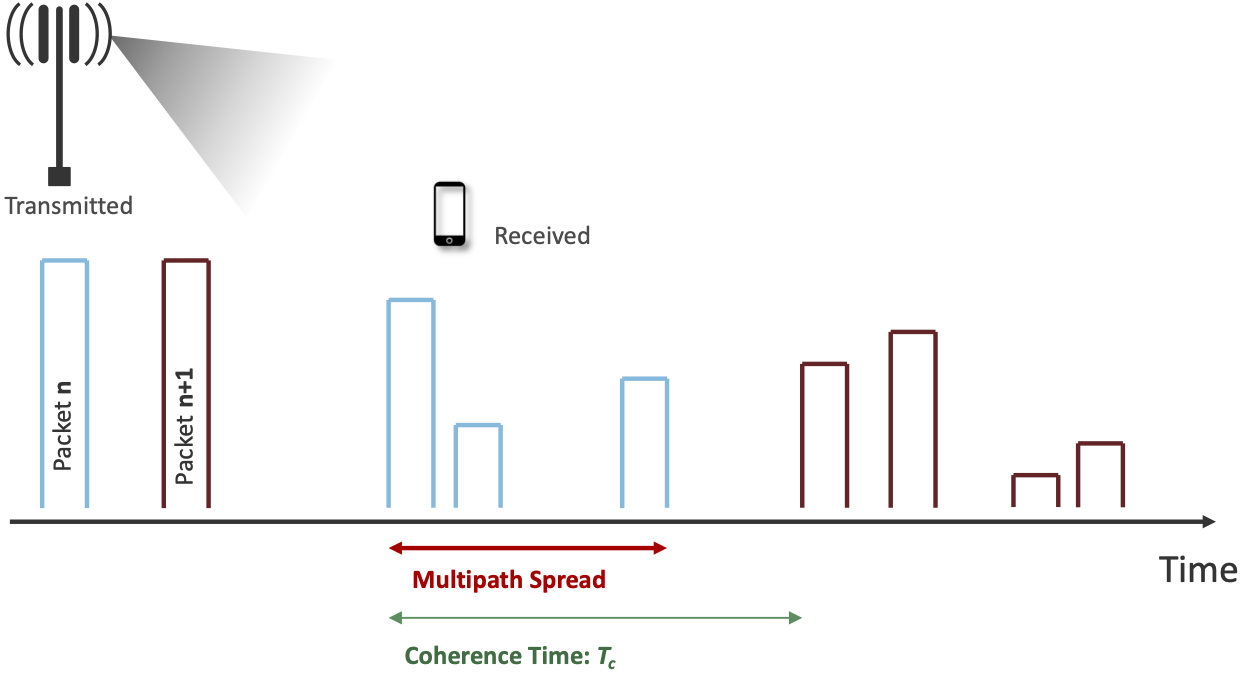 Transmitted
Received
Packet n
Packet n+1
Time
Multipath Spread
Coherence Time: Tc